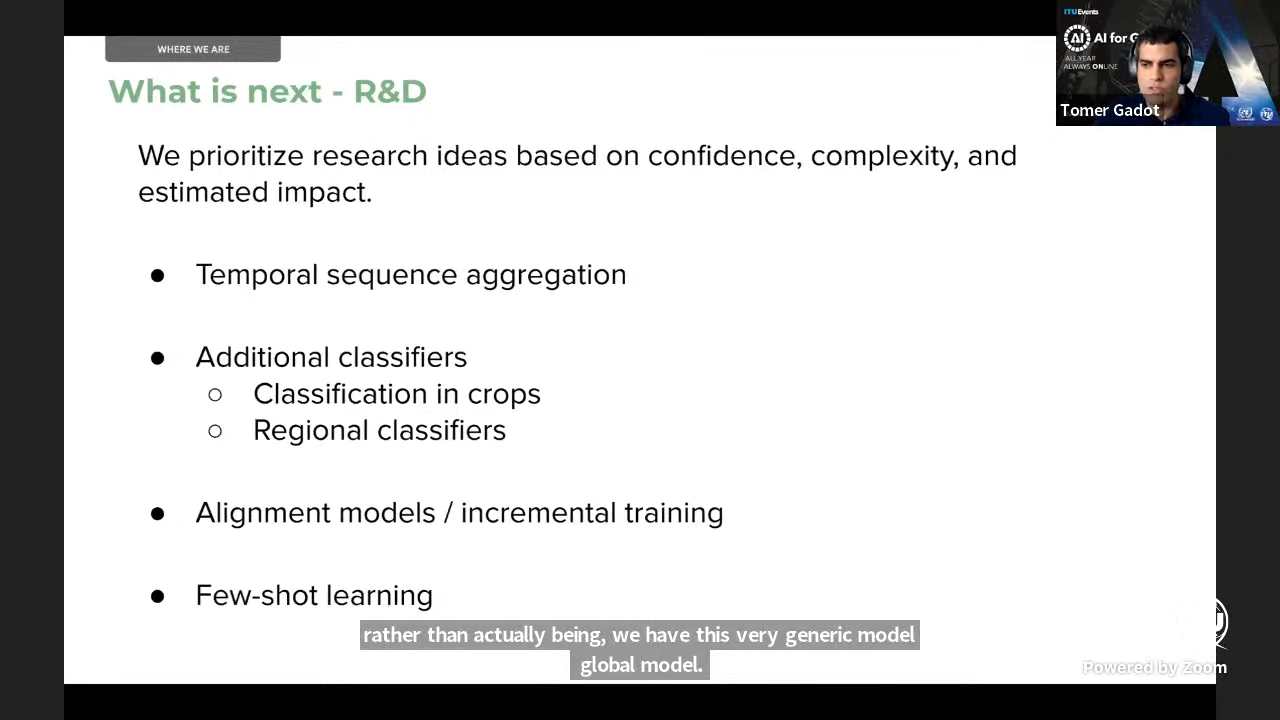 WHERE WE ARE
What is next - R&D
We prioritize research ideas based on confidence, complexity, and
estimated impact.
● Temporal sequence aggregation
● Additional classifiers
○ Classification in crops
○ Regional classifiers
● Alignment models / incremental training
● Few-shot learning
rather than actually being, we have this very generic model
global model.
ITUEvents
AI
AI for G
ALL YEAR
ALWAYS ONLINE
Tomer Gadot
Powered by Zoom